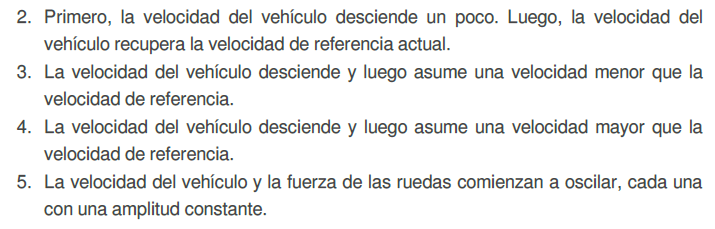 2. Primero, la velocidad del vehículo desciende un poco. Luego, la velocidad del
vehículo recupera la velocidad de referencia actual.
3. La velocidad del vehículo desciende y luego asume una velocidad menor que la
velocidad de referencia.
4. La velocidad del vehículo desciende y luego asume una velocidad mayor que la
velocidad de referencia.
5. La velocidad del vehículo y la fuerza de las ruedas comienzan a oscilar, cada una
con una amplitud constante.